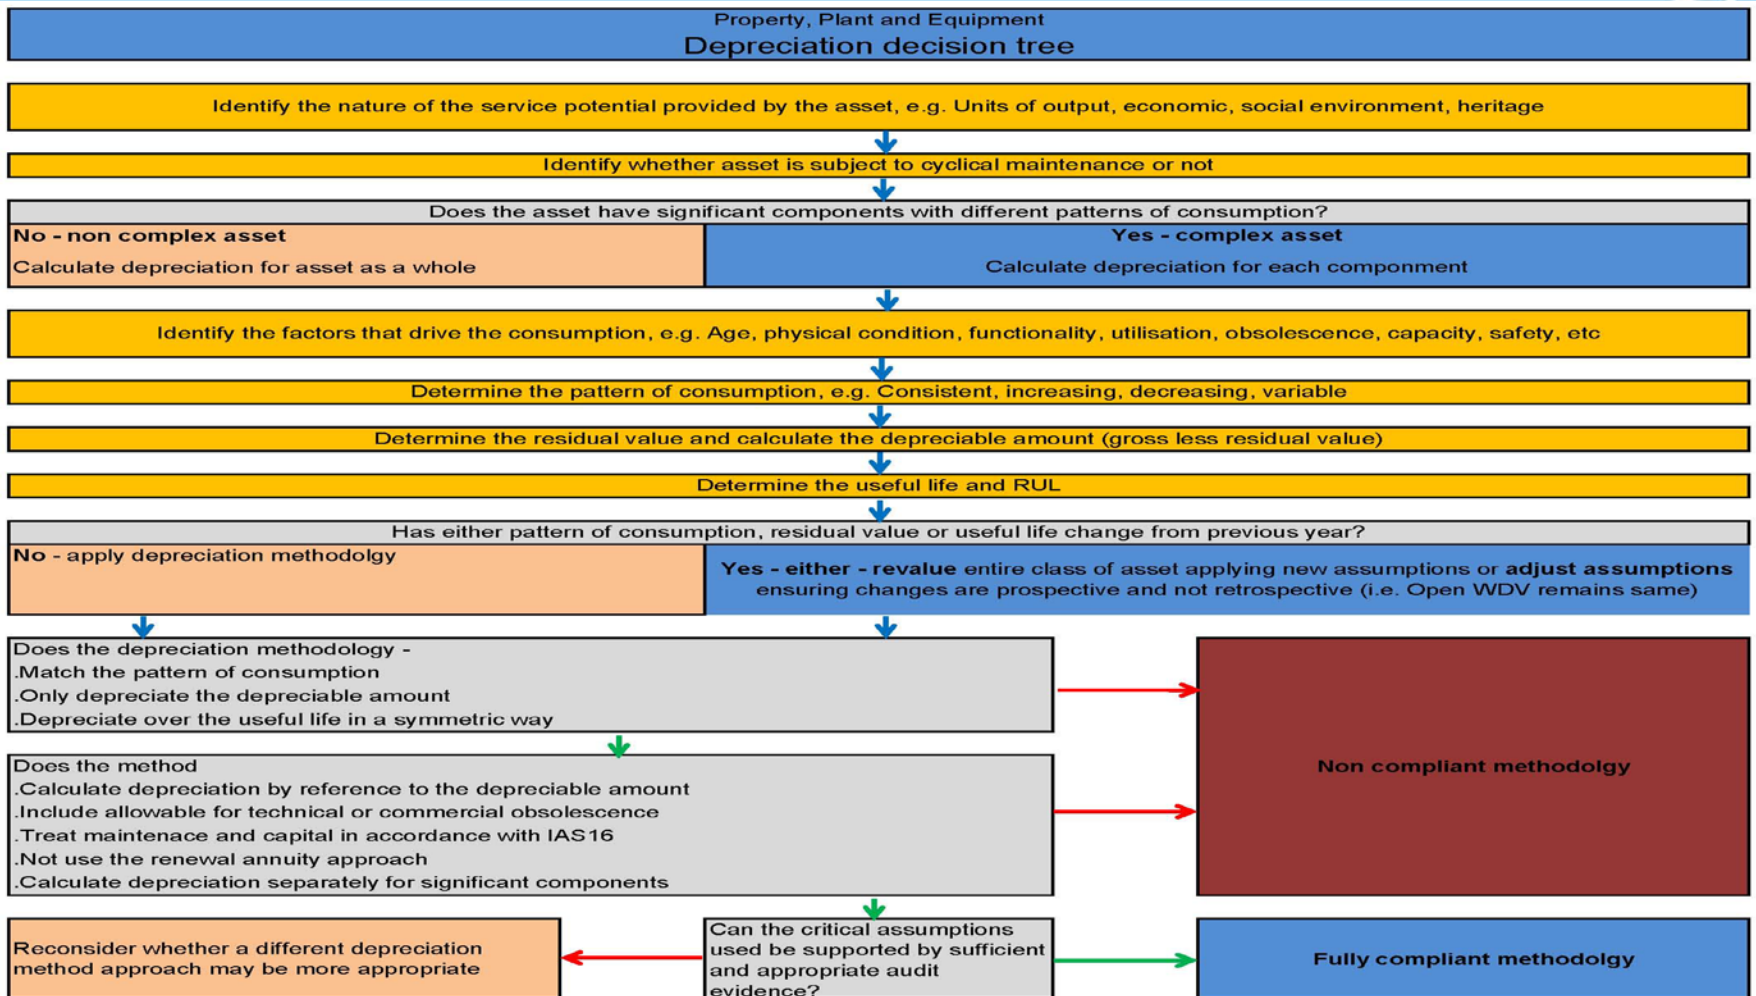 Property, Plant and Equipment
Depreciation decision tree
Identify the nature of the service potential provided by the asset, e.g. Units of output, economic, social environment, heritage
Identify whether asset is subject to cyclical maintenance or not
Does the asset have significant components with different patterns of consumption?
No - non complex asset
Calculate depreciation for asset as a whole
Yes - complex asset
Calculate depreciation for each componment
Identify the factors that drive the consumption, e.g. Age, physical condition, functionality, utilisation, obsolescence, capacity, safety, etc
Determine the pattern of consumption, e.g. Consistent, increasing, decreasing, variable
Determine the residual value and calculate the depreciable amount (gross less residual value)
Determine the useful life and RUL
Has either pattern of consumption, residual value or useful life change from previous year?
No - apply depreciation methodolgy
Yes - either - revalue entire class of asset applying new assumptions or adjust assumptions
ensuring changes are prospective and not retrospective (i.e. Open WDV remains same)
Does the depreciation methodology -
.Match the pattern of consumption
.Only depreciate the depreciable amount
.Depreciate over the useful life in a symmetric way
Does the method
.Calculate depreciation by reference to the depreciable amount
.Include allowable for technical or commercial obsolescence
.Treat maintenace and capital in accordance with IAS16
.Not use the renewal annuity approach
.Calculate depreciation separately for significant components
Non compliant methodolgy
Reconsider whether a different depreciation
method approach may be more appropriate
Can the critical assumptions
used be supported by sufficient
and appropriate audit
evidence?
Fully compliant methodolgy